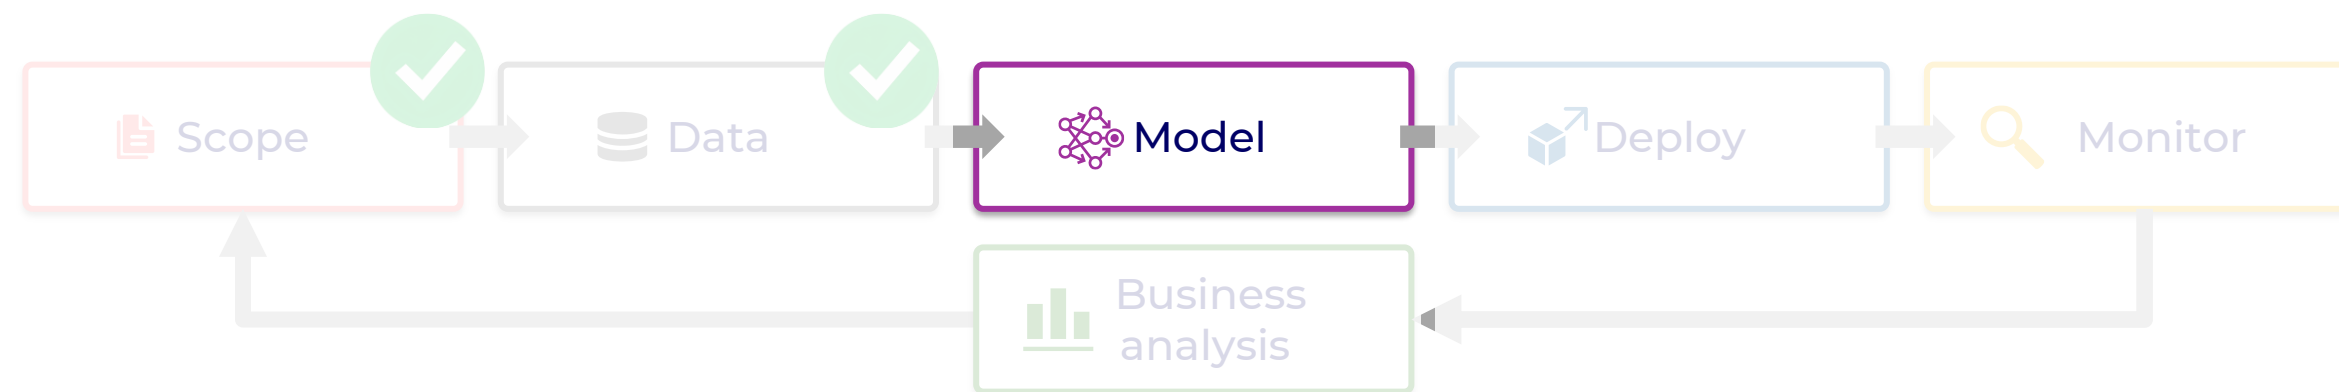 Scope
Data
Model
Deploy
Monitor
Business
analysis